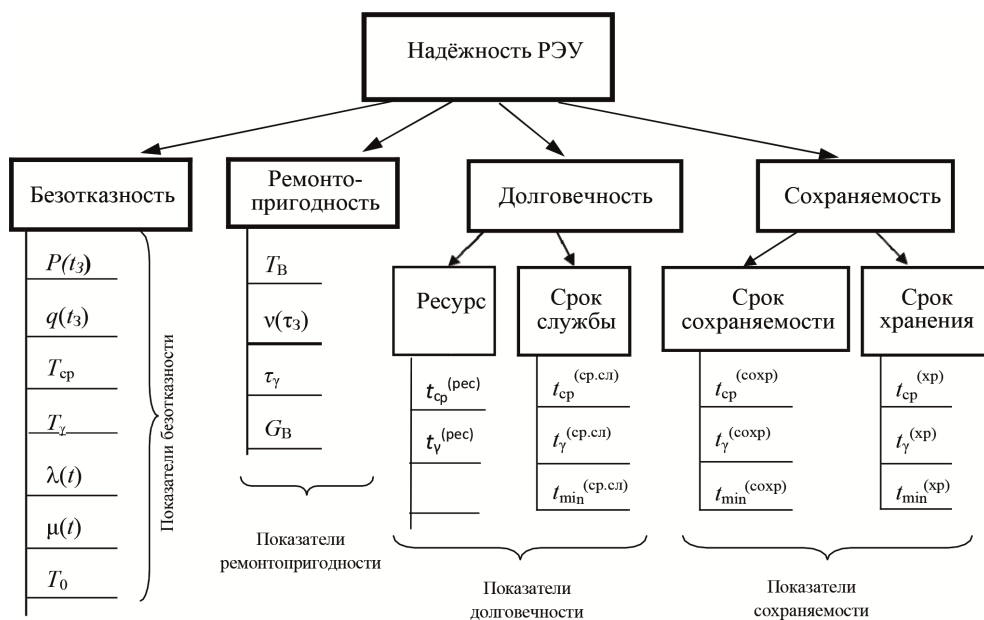 Надёжность РЭУ
Безотказность
P(tЗ)
q(tЗ)
Tср
Tγ
λ(t)
μ(t)
T0
Показатели безотказности
Ремонто-
пригодность
TВ
ν(τЗ)
τγ
GВ
Показатели
ремонтопригодности
Долговечность
Ресурс
tср(рес)
tγ(рес)
Срок
службы
tср(ср.сл)
tγ(ср.сл)
tmin(ср.сл)
Показатели
долговечности
Сохраняемость
Срок
сохраняемости
tср(сохр)
tγ(сохр)
tmin(сохр)
Срок
хранения
tср(хр)
tγ(хр)
tmin(хр)
Показатели
сохраняемости